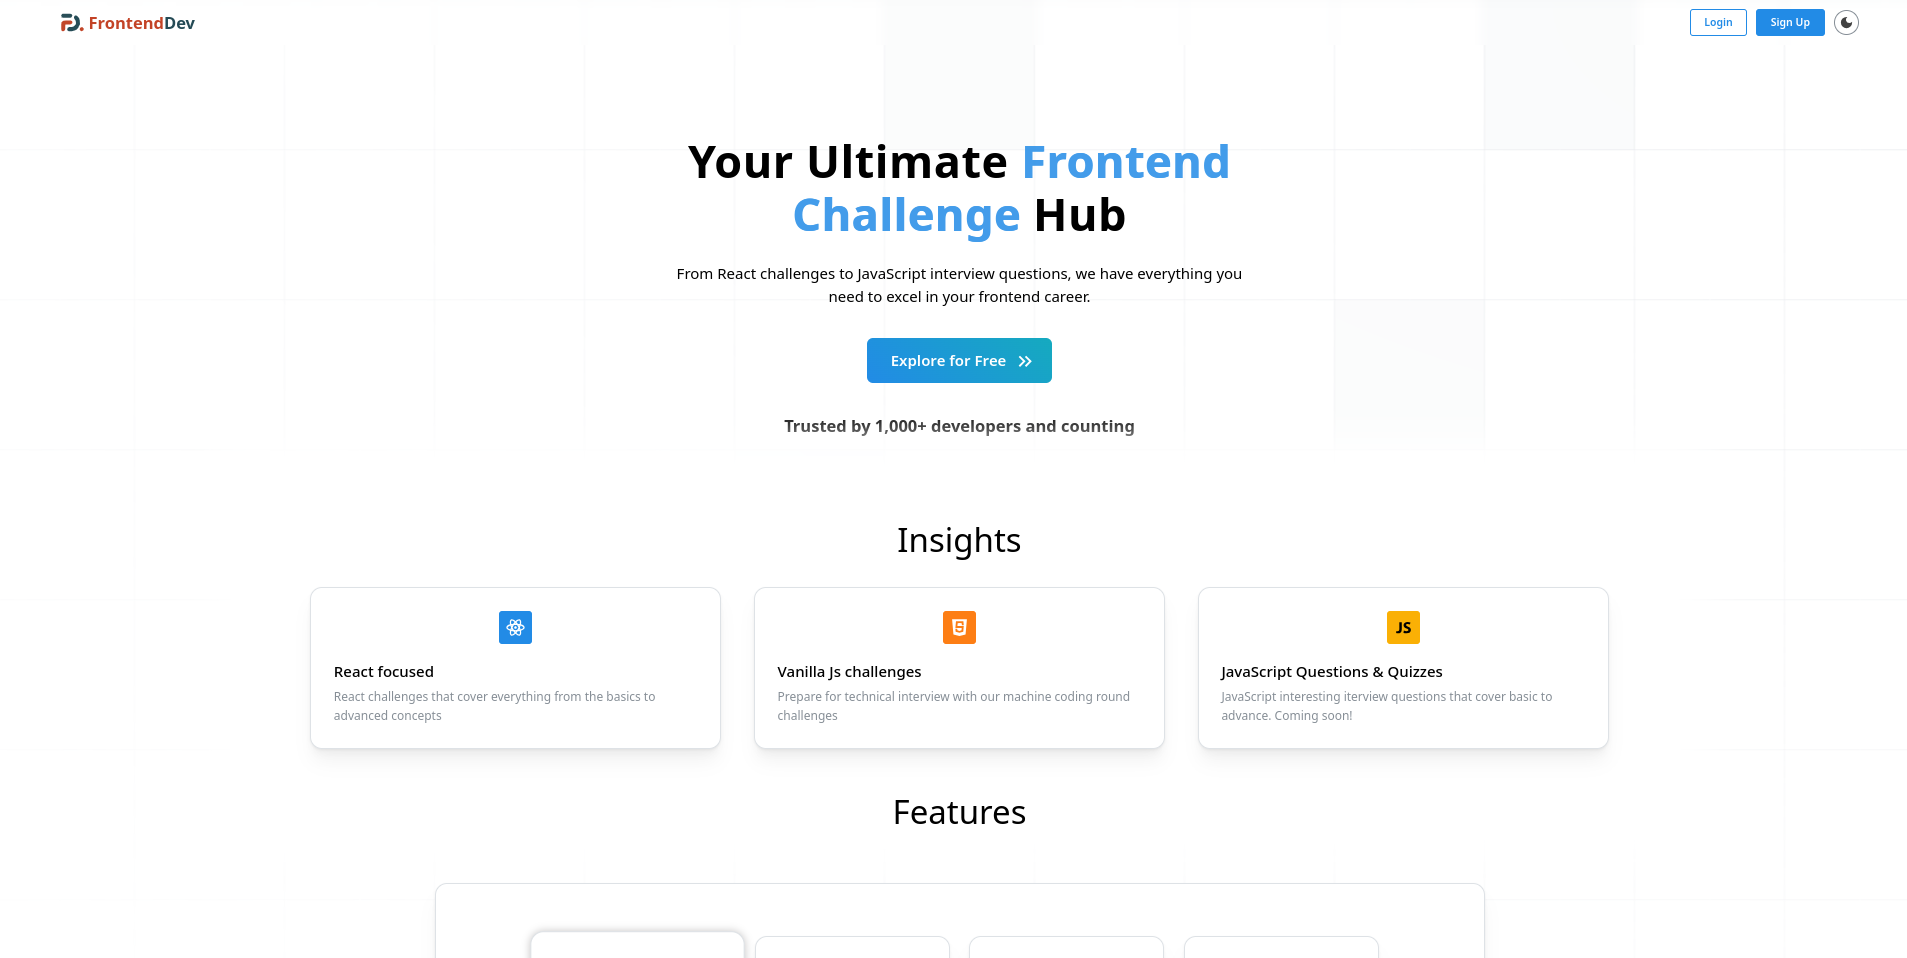 FrontendDev
Login
Sign Up
Your Ultimate Frontend
Challenge Hub
From React challenges to JavaScript interview questions, we have everything you
need to excel in your frontend career.
Explore for Free
Trusted by 1,000+ developers and counting
Insights
React focused
React challenges that cover everything from the basics to
advanced concepts
Vanilla Js challenges
Prepare for technical interview with our machine coding round
challenges
JS
JavaScript Questions & Quizzes
JavaScript interesting iterview questions that cover basic to
advance. Coming soon!
Features